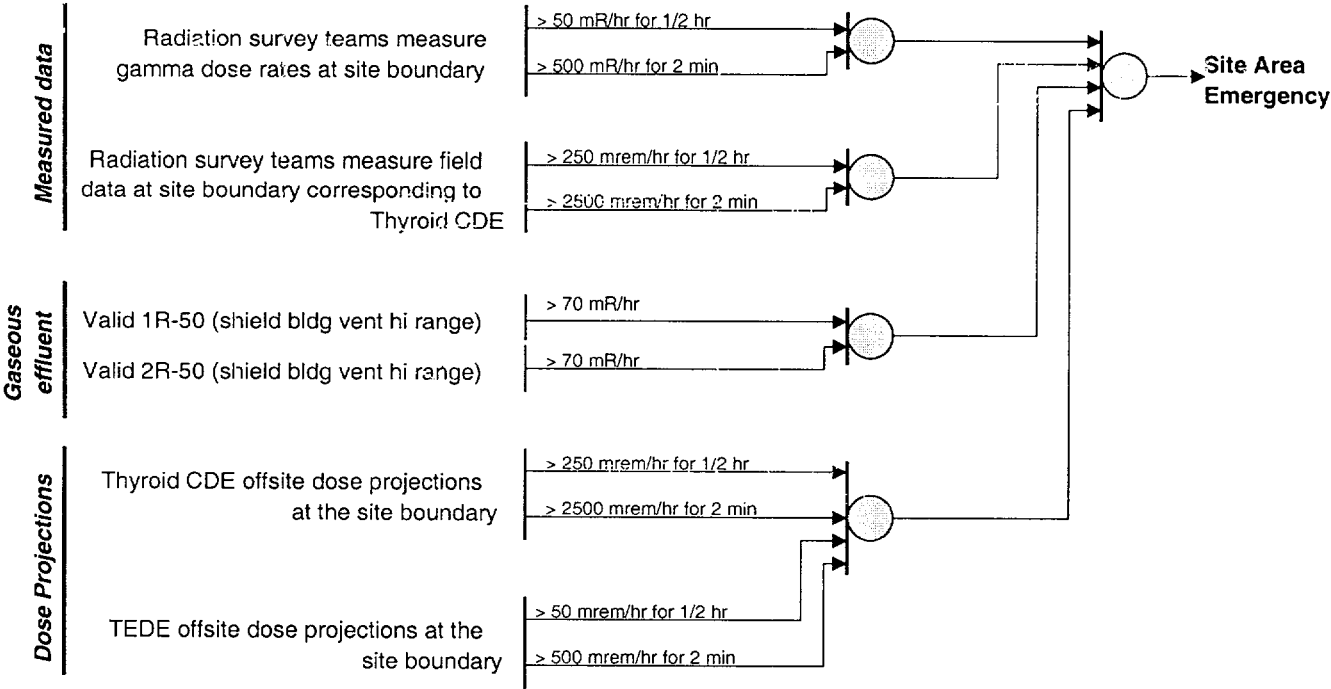 Measured data
Radiation survey teams measure
gamma dose rates at site boundary
> 50 mR/hr for 1/2 hr
> 500 mR/hr for 2 min
Site Area
Emergency
Radiation survey teams measure field
data at site boundary corresponding to
Thyroid CDE
> 250 mrem/hr for 1/2 hr
> 2500 mrem/hr for 2 min
Gaseous
effluent
Valid 1R-50 (shield bldg vent hi range)
> 70 mR/hr
Valid 2R-50 (shield bldg vent hi range)
> 70 mR/hr
Dose Projections
Thyroid CDE offsite dose projections
at the site boundary
> 250 mrem/hr for 1/2 hr
> 2500 mrem/hr for 2 min
TEDE offsite dose projections at the
site boundary
> 50 mrem/hr for 1/2 hr
> 500 mrem/hr for 2 min